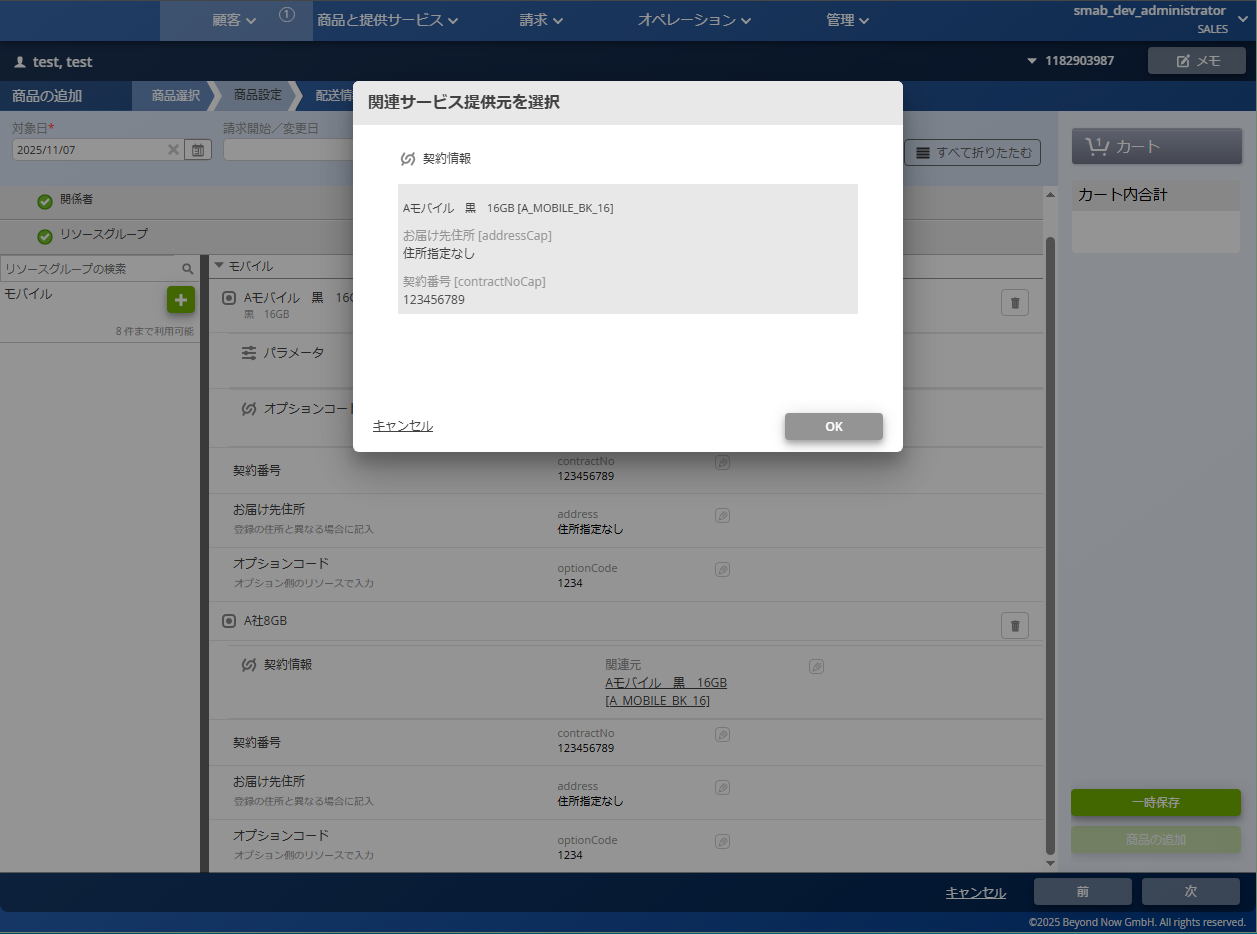 顧客
1
商品と提供サービス
請求
オペレーション
管理
smab_dev_administrator
SALES
test, test
1182903987
メモ
商品の追加
商品選択
商品設定
配送情
対象日*
請求開始／変更日
2025/11/07
すべて折りたたむ
1 カート
カート内合計
関係者
リソースグループ
リソースグループの検索
モバイル
8 件まで利用可能
モバイル
Aモバイル　黒　16G
黒　16GB
パラメータ
オプションコード
関連サービス提供元を選択
契約情報
Aモバイル　黒　16GB [A_MOBILE_BK_16]
お届け先住所 [addressCap]
住所指定なし
契約番号 [contractNoCap]
123456789
キャンセル
OK
契約番号
contractNo
123456789
お届け先住所
登録の住所と異なる場合に記入
address
住所指定なし
オプションコード
オプション側のリソースで入力
optionCode
1234
A社8GB
契約情報
関連元
Aモバイル　黒　16GB
[A_MOBILE_BK_16]
契約番号
contractNo
123456789
お届け先住所
登録の住所と異なる場合に記入
address
住所指定なし
オプションコード
オプション側のリソースで入力
optionCode
1234
一時保存
商品の追加
キャンセル
前
次
©2025 Beyond Now GmbH. All rights reserved.